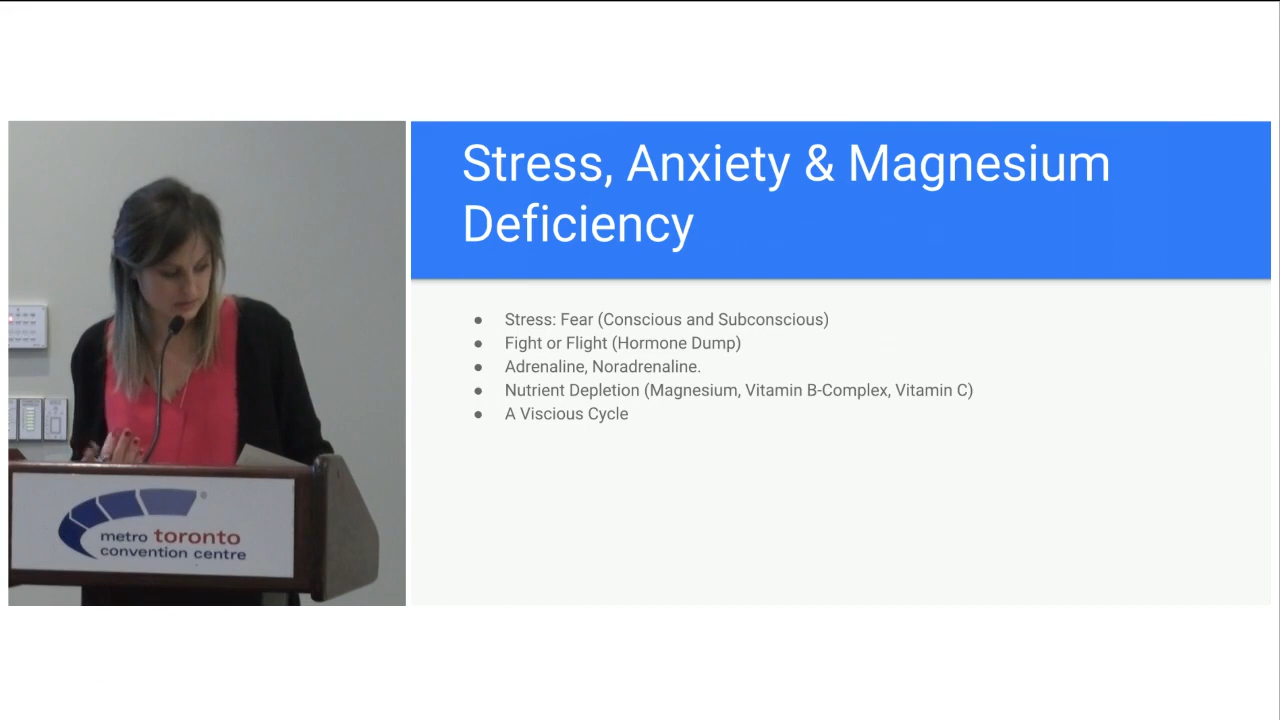 Stress, Anxiety & Magnesium
Deficiency
● Stress: Fear (Conscious and Subconscious)
● Fight or Flight (Hormone Dump)
● Adrenaline, Noradrenaline.
● Nutrient Depletion (Magnesium, Vitamin B-Complex, Vitamin C)
● A Viscious Cycle
metro toronto
convention centre